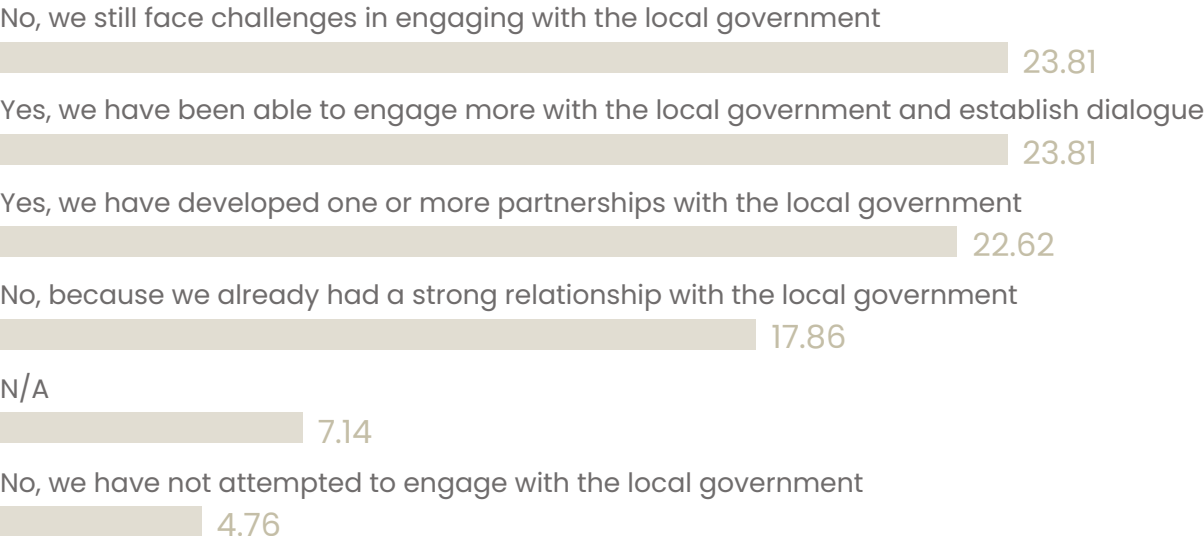 No, we still face challenges in engaging with the local government
23.81
Yes, we have been able to engage more with the local government and establish dialogue
23.81
Yes, we have developed one or more partnerships with the local government
22.62
No, because we already had a strong relationship with the local government
17.86
N/A
7.14
No, we have not attempted to engage with the local government
4.76